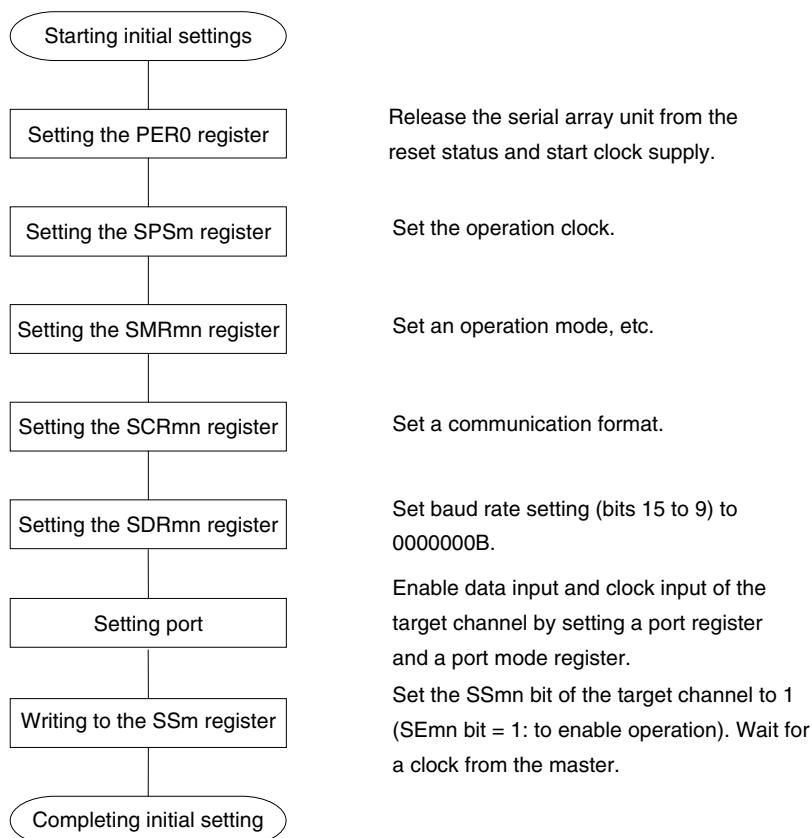 Starting initial settings
Setting the PER0 register
Release the serial array unit from the
reset status and start clock supply.
Setting the SPSm register
Set the operation clock.
Setting the SMRmn register
Set an operation mode, etc.
Setting the SCRmn register
Set a communication format.
Setting the SDRmn register
Set baud rate setting (bits 15 to 9) to
0000000B.
Setting port
Enable data input and clock input of the
target channel by setting a port register
and a port mode register.
Writing to the SSm register
Set the SSmn bit of the target channel to 1
(SEmn bit = 1: to enable operation). Wait for
a clock from the master.
Completing initial setting